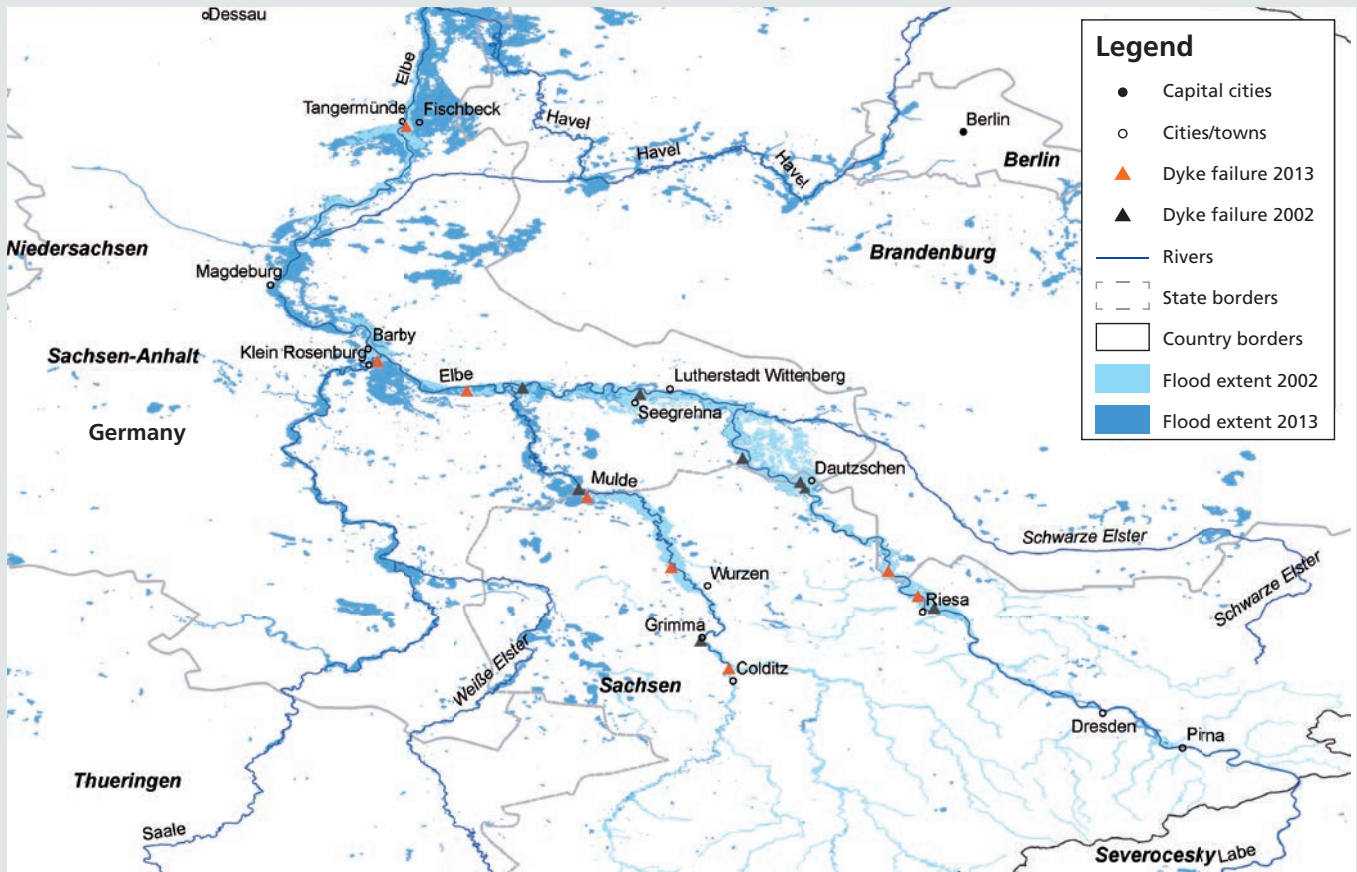 Dessau
Elbe
Tangermünde
Fischbeck
Havel
Havel
Havel
Berlin
Berlin
Niedersachsen
Brandenburg
Magdeburg
Barby
Sachsen-Anhalt
Klein Rosenburg
Elbe
Lutherstadt Wittenberg
Seegrehna
Germany
Dautzschen
Mulde
Schwarze Elster
Schwarze Elster
Wurzen
Riesa
Grimma
Weiße Elster
Colditz
Sachsen
Dresden
Pirna
Thueringen
Saale
Severocesky
Labe
Legend
Capital cities
Cities/towns
Dyke failure 2013
Dyke failure 2002
Rivers
State borders
Country borders
Flood extent 2002
Flood extent 2013